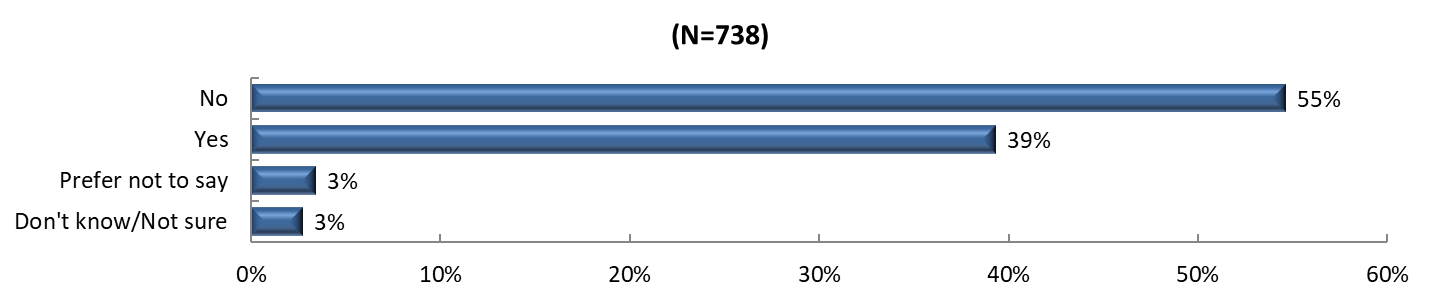 (N=738)
No 55%
Yes 39%
Prefer not to say 3%
Don't know/Not sure 3%
0% 10% 20% 30% 40% 50% 60%